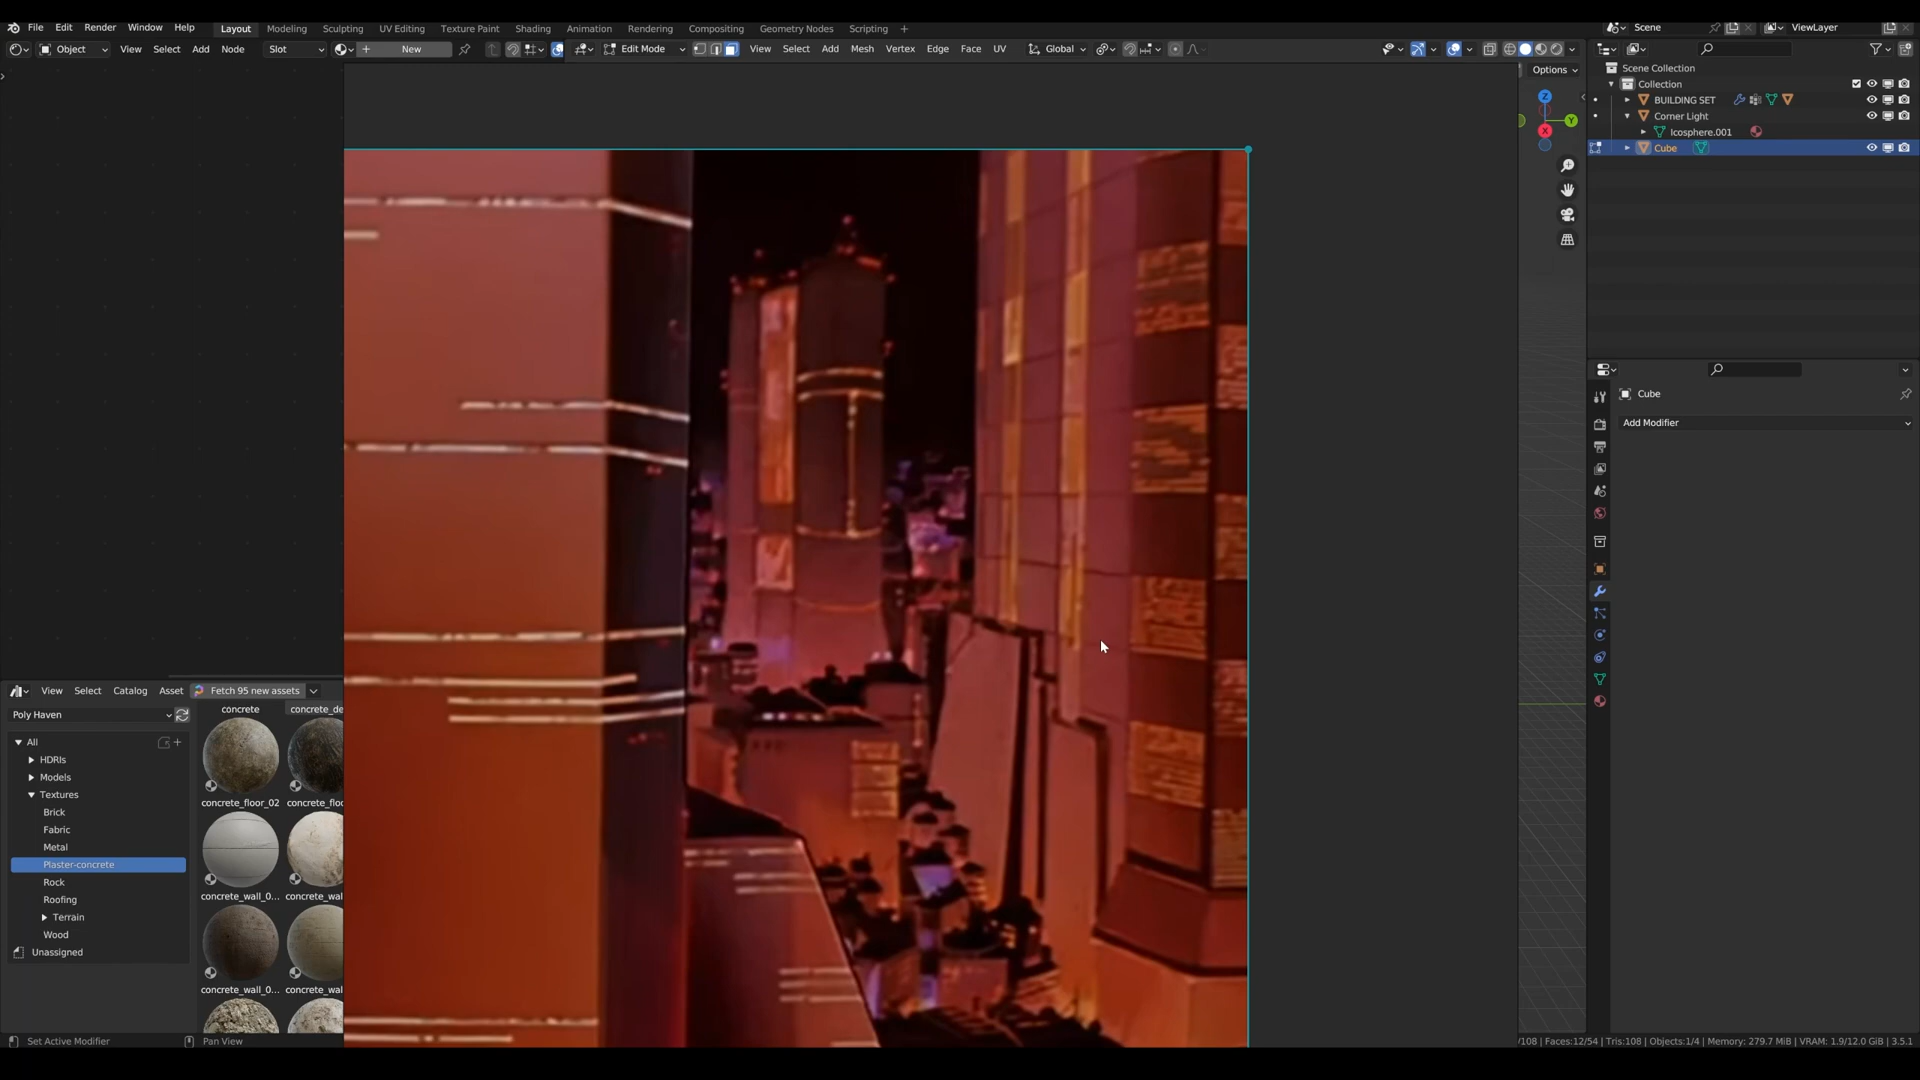 File Edit Render Window Help Layout Modeling Sculpting UV Editing Texture Paint Shading Animation Rendering Compositing Geometry Nodes Scripting + Scene ViewLayer
Object View Select Add Node Slot New Edit Mode View Select Add Mesh Vertex Edge Face UV Global
Options
Z
Y
X
Scene Collection
Collection
BUILDING SET
Corner Light
Icosphere.001
Cube
Cube
Add Modifier
View Select Catalog Asset Fetch 95 new assets
Poly Haven
All
HDRIs
Models
Textures
Brick
Fabric
Metal
Plaster-concrete
Rock
Roofing
Terrain
Wood
Unassigned
concrete concrete_de
concrete_floor_02 concrete_floo
concrete_wall_0... concrete_wal
concrete_wall_0... concrete_wal
Set Active Modifier Pan View /108 | Faces:12/54 | Tris:108 | Objects:1/4 | Memory: 279.7 MiB | VRAM: 1.9/12.0 GiB | 3.5.1